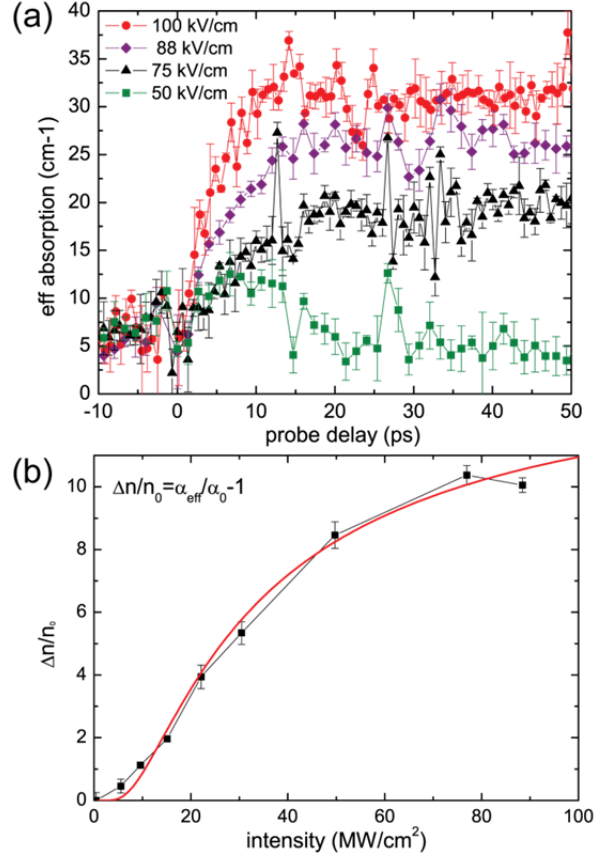 (a)
100 kV/cm
88 kV/cm
75 kV/cm
50 kV/cm
eff absorption (cm-1)
40
35
30
25
20
15
10
5
0
-10 0 10 20 30 40 50
probe delay (ps)
(b)
Δn/n₀=α_eff/α₀-1
Δn/n₀
10
8
6
4
2
0
0 20 40 60 80 100
intensity (MW/cm²)